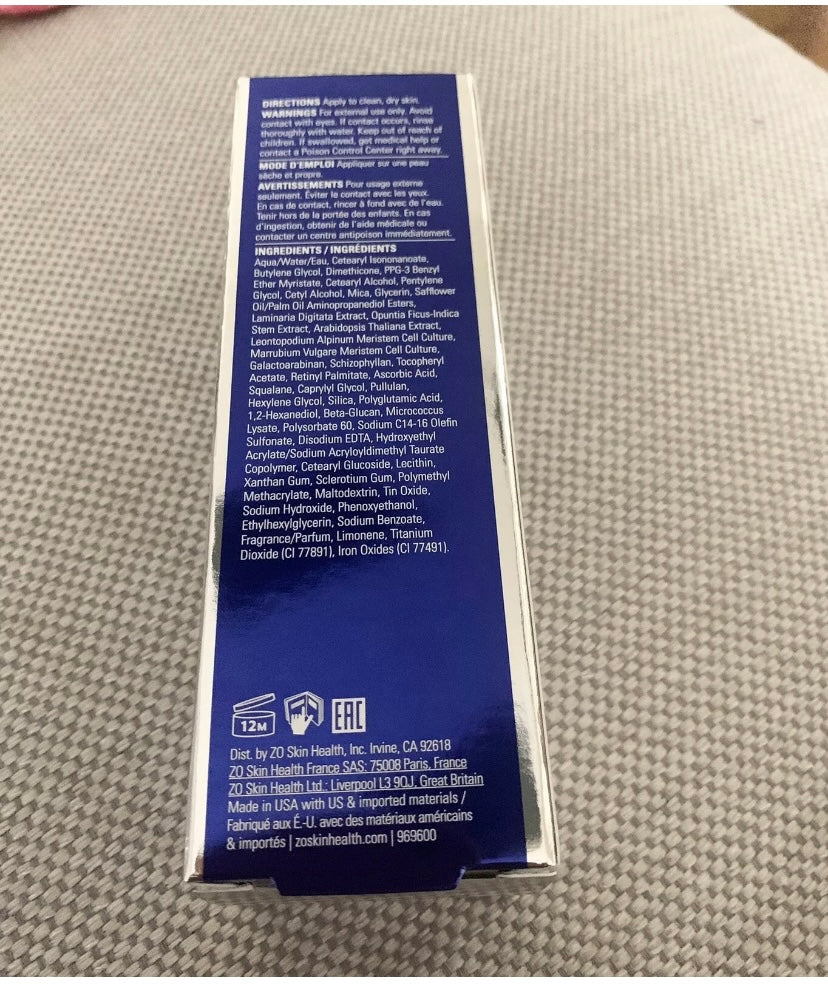 DIRECTIONS Apply to clean, dry skin.
WARNINGS For external use only. Avoid
contact with eyes. If contact occurs, rinse
thoroughly with water. Keep out of reach of
children. If swallowed, get medical help or
contact a Poison Control Center right away.
MODE D'EMPLOI Appliquer sur une peau
sèche et propre.
AVERTISSEMENTS Pour usage externe
seulement. Éviter le contact avec les yeux.
En cas de contact, rincer à fond avec de l'eau.
Tenir hors de la portée des enfants. En cas
d'ingestion, obtenir de l'aide médicale ou
contacter un centre antipoison immédiatement.
INGREDIENTS / INGRÉDIENTS
Aqua/Water/Eau, Cetearyl Isononanoate,
Butylene Glycol, Dimethicone, PPG-3 Benzyl
Ether Myristate, Cetearyl Alcohol, Pentylene
Glycol, Cetyl Alcohol, Mica, Glycerin, Safflower
Oil/Palm Oil Aminopropanediol Esters,
Laminaria Digitata Extract, Opuntia Ficus-Indica
Stem Extract, Arabidopsis Thaliana Extract,
Leontopodium Alpinum Meristem Cell Culture,
Marrubium Vulgare Meristem Cell Culture,
Galactoarabinan, Schizophyllan, Tocopheryl
Acetate, Retinyl Palmitate, Ascorbic Acid,
Squalane, Caprylyl Glycol, Pullulan,
Hexylene Glycol, Silica, Polyglutamic Acid,
1,2-Hexanediol, Beta-Glucan, Micrococcus
Lysate, Polysorbate 60, Sodium C14-16 Olefin
Sulfonate, Disodium EDTA, Hydroxyethyl
Acrylate/Sodium Acryloyldimethyl Taurate
Copolymer, Cetearyl Glucoside, Lecithin,
Xanthan Gum, Sclerotium Gum, Polymethyl
Methacrylate, Maltodextrin, Tin Oxide,
Sodium Hydroxide, Phenoxyethanol,
Ethylhexylglycerin, Sodium Benzoate,
Fragrance/Parfum, Limonene, Titanium
Dioxide (CI 77891), Iron Oxides (CI 77491).
12M EAC
Dist. by ZO Skin Health, Inc. Irvine, CA 92618
ZO Skin Health France SAS: 75008 Paris, France
ZO Skin Health Ltd.: Liverpool L3 9QJ, Great Britain
Made in USA with US & imported materials /
Fabriqué aux É.-U. avec des matériaux américains
& importés | zoskinhealth.com | 969600